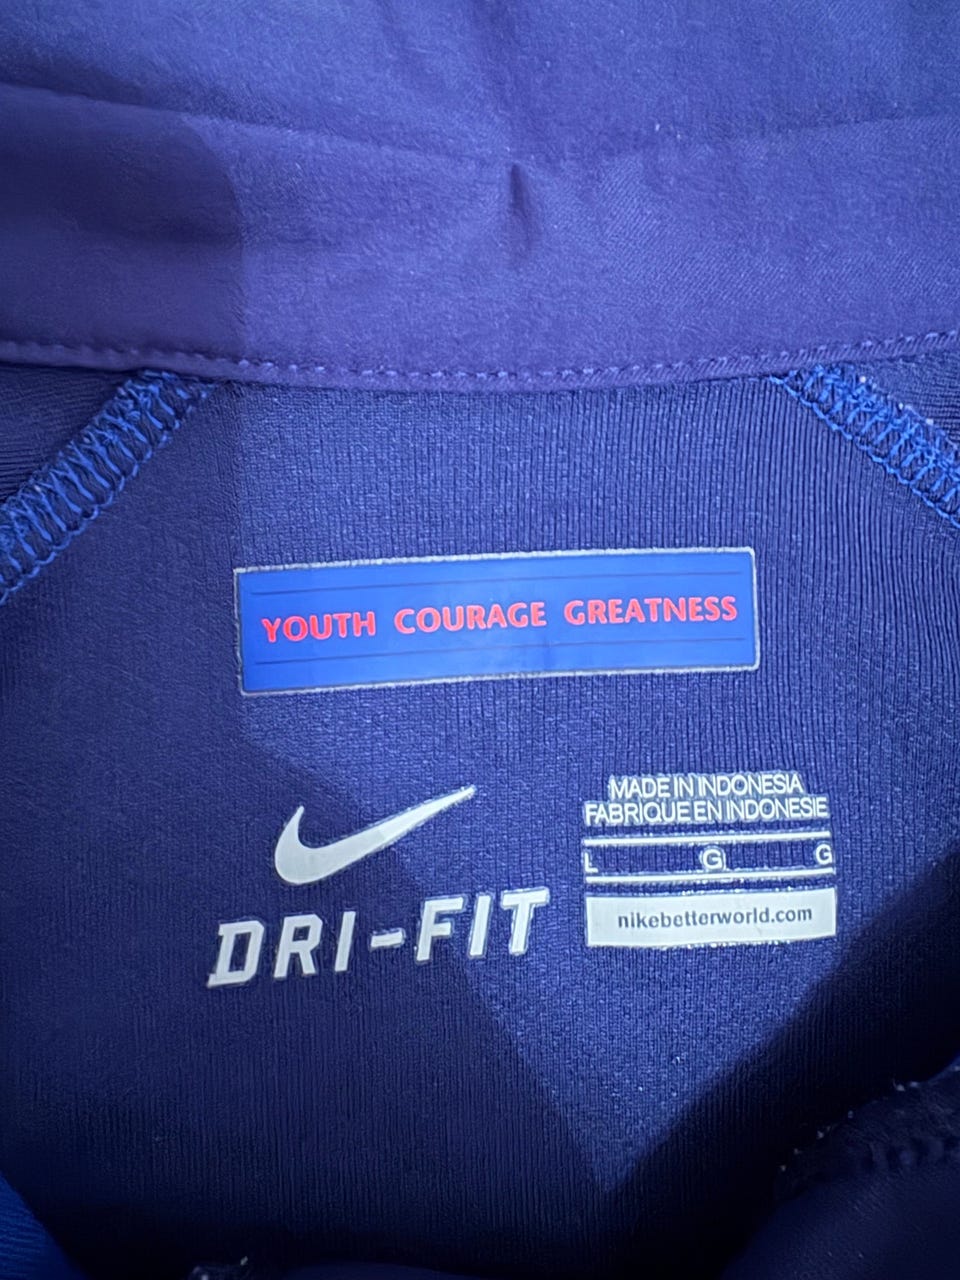 YOUTH COURAGE GREATNESS
DRI-FIT
MADE IN INDONESIA
FABRIQUE EN INDONESIE
L G G
nikebetterworld.com